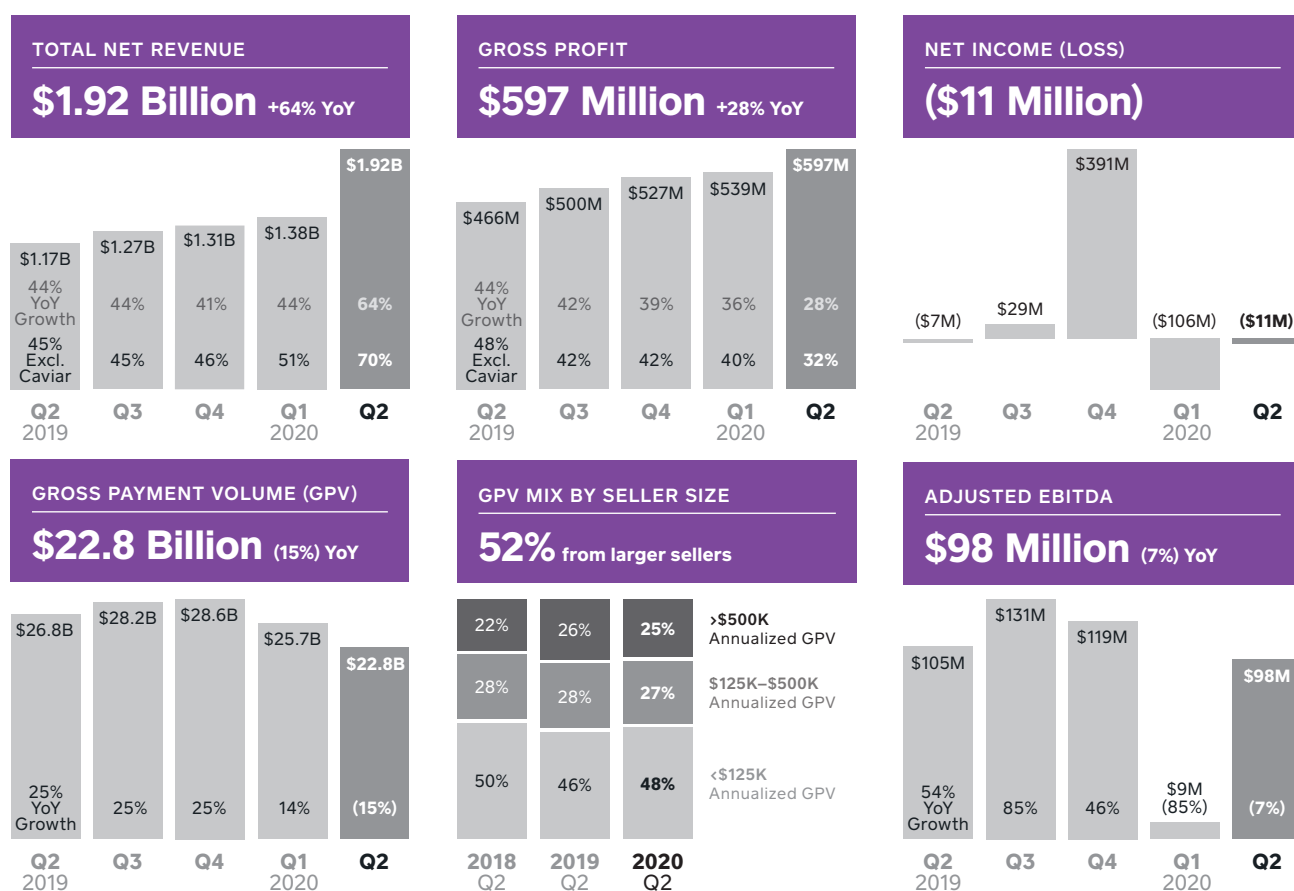 TOTAL NET REVENUE
$1.92 Billion +64% YoY
$1.17B
$1.27B
$1.31B
$1.38B
$1.92B
44%
YoY
Growth
44%
41%
44%
64%
45%
Excl.
Caviar
45%
46%
51%
70%
Q2
2019
Q3
Q4
Q1
2020
Q2
GROSS PROFIT
$597 Million +28% YoY
$466M
$500M
$527M
$539M
$597M
44%
YoY
Growth
42%
39%
36%
28%
48%
Excl.
Caviar
42%
42%
40%
32%
Q2
2019
Q3
Q4
Q1
2020
Q2
NET INCOME (LOSS)
($11 Million)
($7M)
$29M
$391M
($106M)
($11M)
Q2
2019
Q3
Q4
Q1
2020
Q2
GROSS PAYMENT VOLUME (GPV)
$22.8 Billion (15%) YoY
$26.8B
$28.2B
$28.6B
$25.7B
$22.8B
25%
YoY
Growth
25%
25%
14%
(15%)
Q2
2019
Q3
Q4
Q1
2020
Q2
GPV MIX BY SELLER SIZE
52% from larger sellers
22%
26%
25%
>$500K
Annualized GPV
28%
28%
27%
$125K–$500K
Annualized GPV
50%
46%
48%
<$125K
Annualized GPV
2018
Q2
2019
Q2
2020
Q2
ADJUSTED EBITDA
$98 Million (7%) YoY
$105M
$131M
$119M
$9M
(85%)
$98M
54%
YoY
Growth
85%
46%
(7%)
Q2
2019
Q3
Q4
Q1
2020
Q2